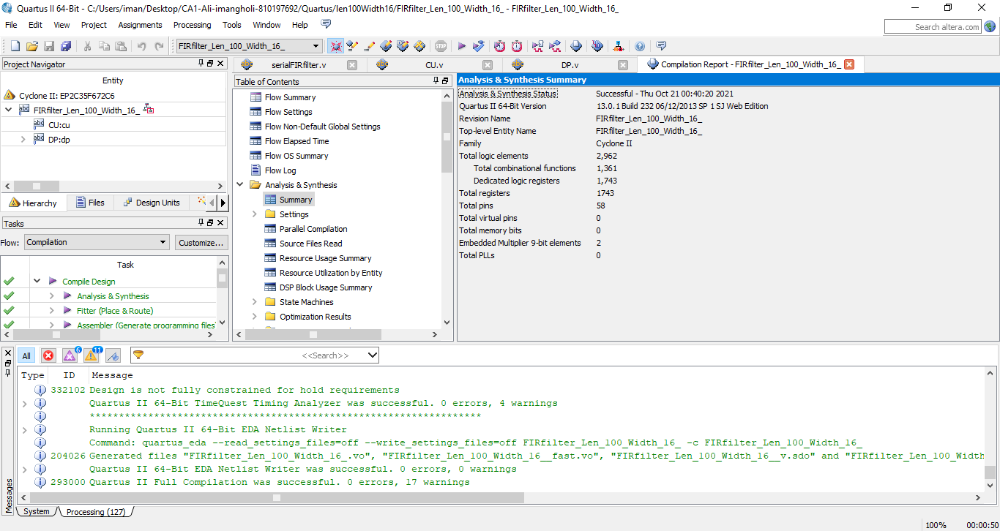 Quartus II 64-Bit - C:/Users/iman/Desktop/CA1-Ali-imangholi-810197692/Quartus/len100Width16/FIRfilter_Len_100_Width_16_ - FIRfilter_Len_100_Width_16_
File Edit View Project Assignments Processing Tools Window Help
Search altera.com
FIRfilter_Len_100_Width_16_
STOP
Project Navigator
Entity
Cyclone II: EP2C35F672C6
FIRfilter_Len_100_Width_16_
CU:cu
DP:dp
Hierarchy Files Design Units
Tasks
Flow: Compilation Customize...
Task
Compile Design
Analysis & Synthesis
Fitter (Place & Route)
Assembler (Generate programming files)
serialFIRfilter.v CU.v DP.v Compilation Report - FIRfilter_Len_100_Width_16_
Table of Contents
Flow Summary
Flow Settings
Flow Non-Default Global Settings
Flow Elapsed Time
Flow OS Summary
Flow Log
Analysis & Synthesis
Summary
Settings
Parallel Compilation
Source Files Read
Resource Usage Summary
Resource Utilization by Entity
DSP Block Usage Summary
State Machines
Optimization Results
Analysis & Synthesis Summary
Analysis & Synthesis Status Successful - Thu Oct 21 00:40:20 2021
Quartus II 64-Bit Version 13.0.1 Build 232 06/12/2013 SP 1 SJ Web Edition
Revision Name FIRfilter_Len_100_Width_16_
Top-level Entity Name FIRfilter_Len_100_Width_16_
Family Cyclone II
Total logic elements 2,962
Total combinational functions 1,361
Dedicated logic registers 1,743
Total registers 1743
Total pins 58
Total virtual pins 0
Total memory bits 0
Embedded Multiplier 9-bit elements 2
Total PLLs 0
All 6 11 <<Search>>
Type ID Message
332102 Design is not fully constrained for hold requirements
Quartus II 64-Bit TimeQuest Timing Analyzer was successful. 0 errors, 4 warnings
*******************************************************************
Running Quartus II 64-Bit EDA Netlist Writer
Command: quartus_eda --read_settings_files=off --write_settings_files=off FIRfilter_Len_100_Width_16_ -c FIRfilter_Len_100_Width_16_
204026 Generated files "FIRfilter_Len_100_Width_16_.vo", "FIRfilter_Len_100_Width_16__fast.vo", "FIRfilter_Len_100_Width_16__v.sdo" and "FIRfilter_Len_100_Width
Quartus II 64-Bit EDA Netlist Writer was successful. 0 errors, 0 warnings
293000 Quartus II Full Compilation was successful. 0 errors, 17 warnings
Messages
System Processing (127)
100% 00:00:50